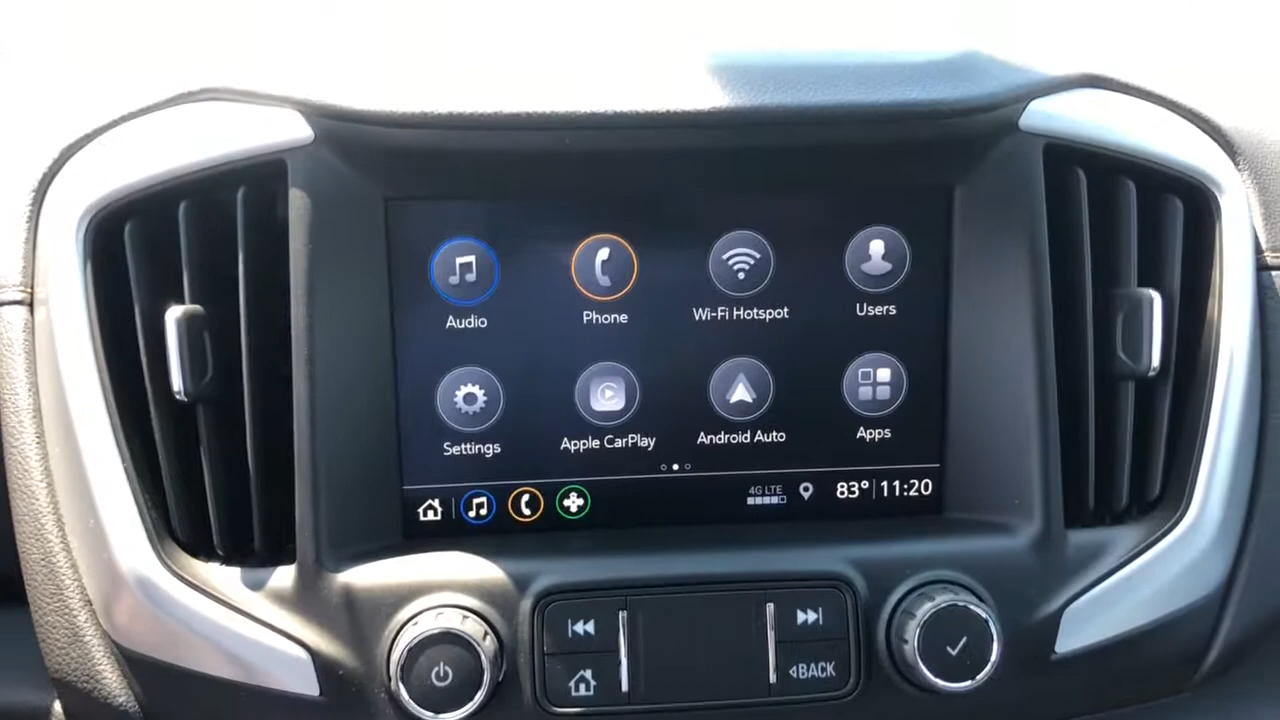 Audio
Phone
Wi-Fi Hotspot
Users
Settings
Apple CarPlay
Android Auto
Apps
4G LTE
83°
11:20
BACK